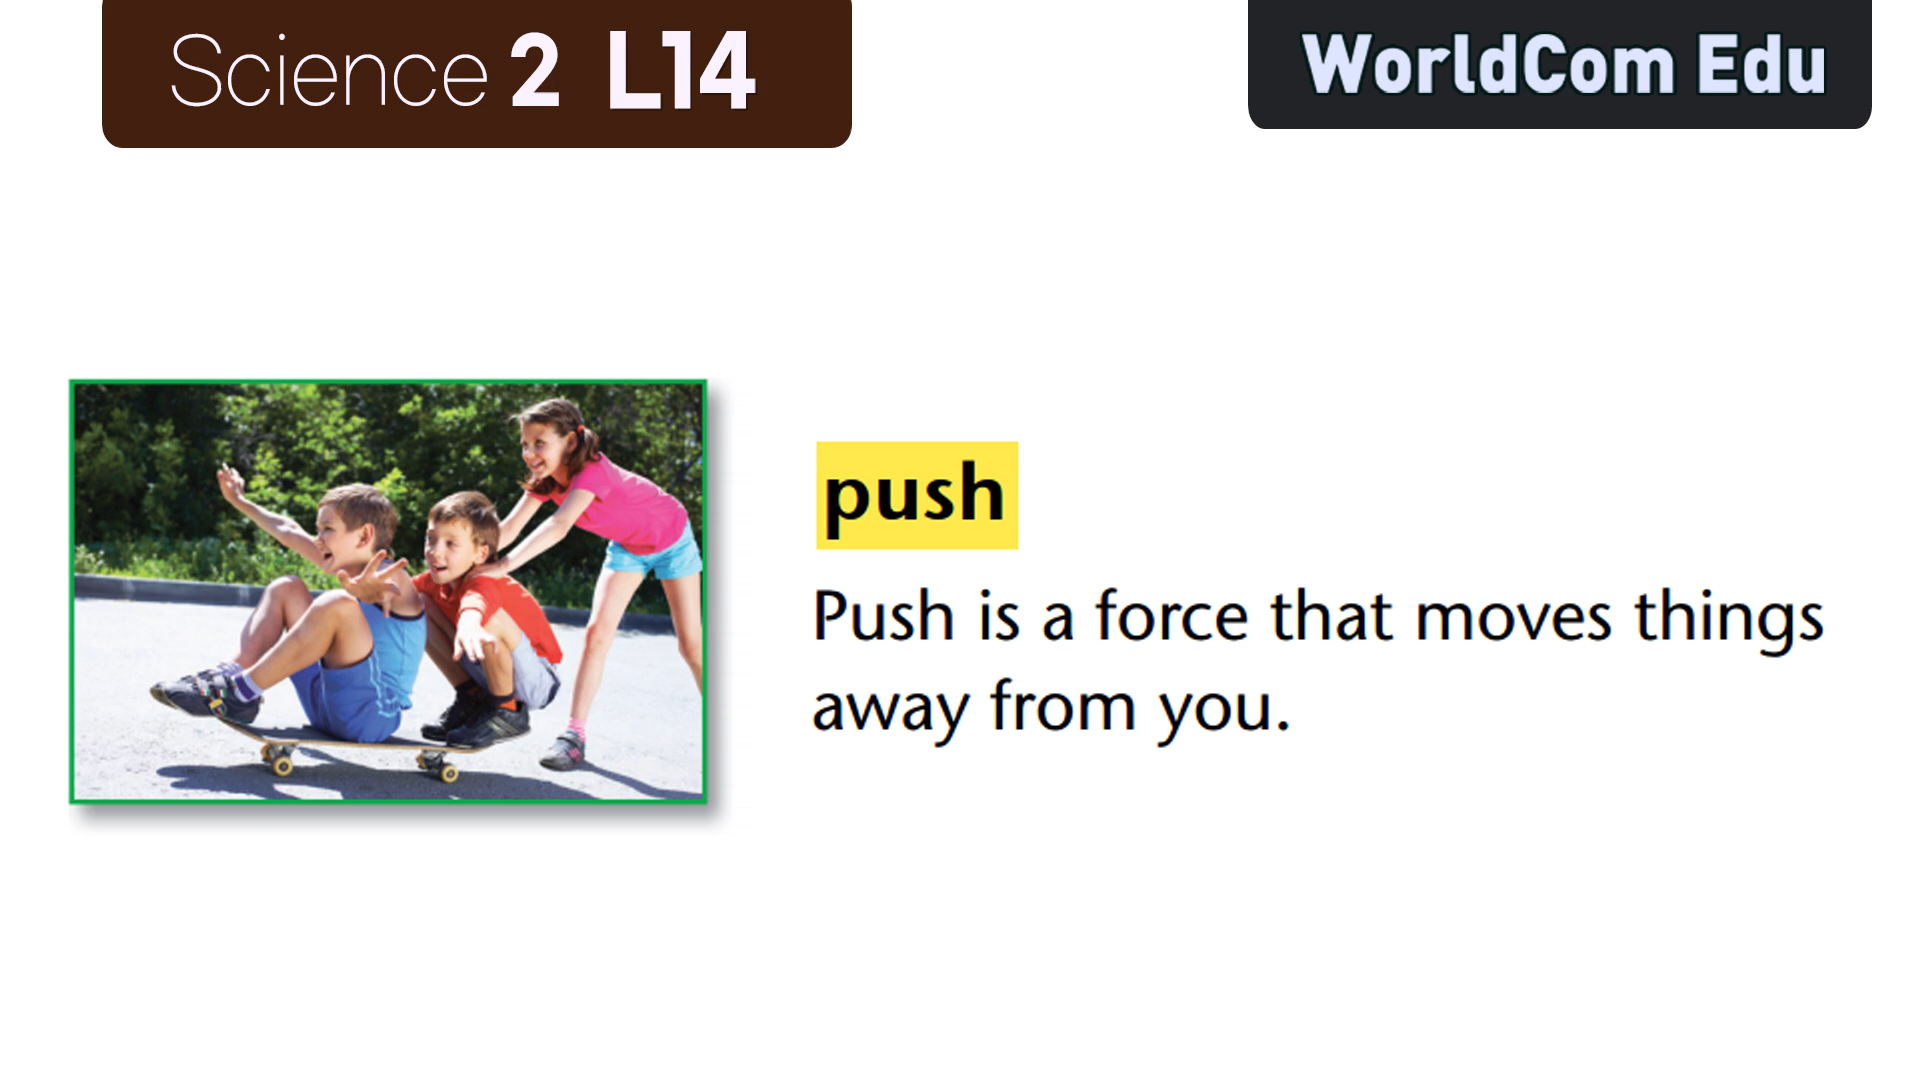 Science 2 L14
WorldCom Edu
push
Push is a force that moves things
away from you.